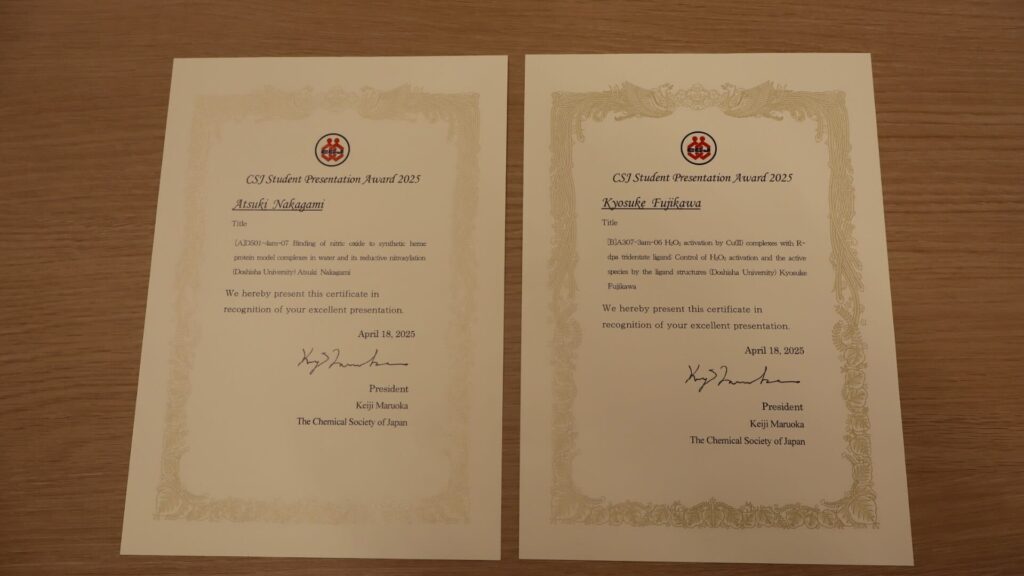 CSJ
CSJ Student Presentation Award 2025
Atsuki Nakagami
Title
[A]D501-4am-07 Binding of nitric oxide to synthetic heme
protein model complexes in water and its reductive nitrosylation
(Doshisha University) Atsuki Nakagami
We hereby present this certificate in
recognition of your excellent presentation.
April 18, 2025
President
Keiji Maruoka
The Chemical Society of Japan
CSJ
CSJ Student Presentation Award 2025
Kyosuke Fujikawa
Title
[B]A307-3am-06 H₂O₂ activation by Cu(II) complexes with R-
dpa tridentate ligand: Control of H₂O₂ activation and the active
species by the ligand structures (Doshisha University) Kyosuke
Fujikawa
We hereby present this certificate in
recognition of your excellent presentation.
April 18, 2025
President
Keiji Maruoka
The Chemical Society of Japan